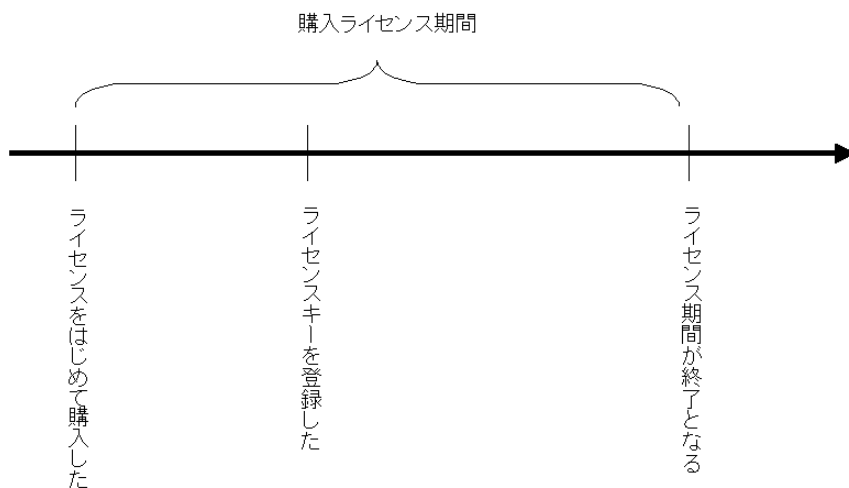 購入ライセンス期間
ライセンスをはじめて購入した
ライセンスキーを登録した
ライセンス期間が終了となる